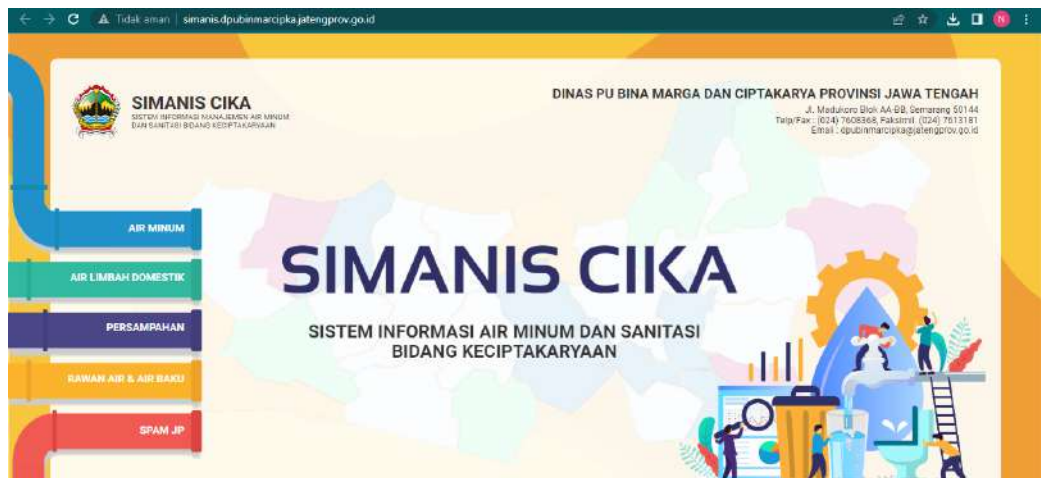 Tidak aman | simanis.dpubinmarcipka.jatengprov.go.id
N
SIMANIS CIKA
SISTEM INFORMASI MANAJEMEN AIR MINUM
DAN SANITASI BIDANG KECIPTAKARYAAN
DINAS PU BINA MARGA DAN CIPTAKARYA PROVINSI JAWA TENGAH
Jl. Madukoro Blok AA-BB, Semarang 50144
Telp/Fax : (024) 7608368, Faksimil. (024) 7613181
Email : dpubinmarcipka@jatengprov.go.id
AIR MINUM
AIR LIMBAH DOMESTIK
PERSAMPAHAN
RAWAN AIR & AIR BAKU
SPAM JP
SIMANIS CIKA
SISTEM INFORMASI AIR MINUM DAN SANITASI
BIDANG KECIPTAKARYAAN